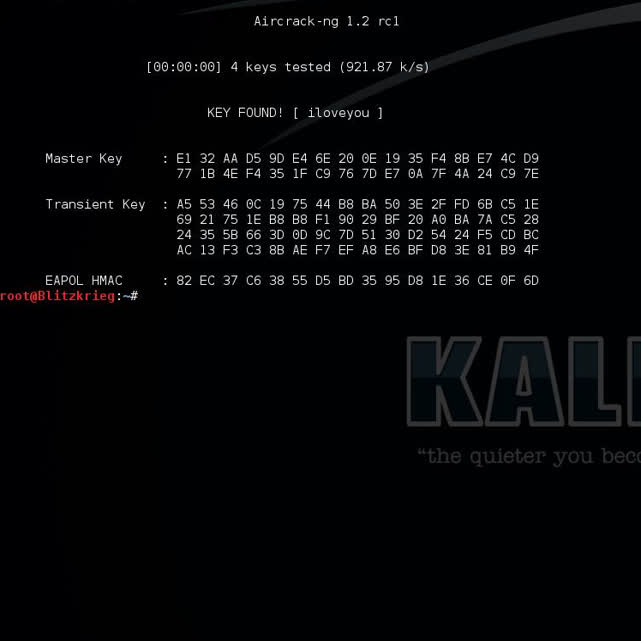 Aircrack-ng 1.2 rc1
[00:00:00] 4 keys tested (921.87 k/s)
KEY FOUND! [ iloveyou ]
Master Key : E1 32 AA D5 9D E4 6E 20 0E 19 35 F4 8B E7 4C D9
77 1B 4E F4 35 1F C9 76 7D E7 0A 7F 4A 24 C9 7E
Transient Key : A5 53 46 0C 19 75 44 B8 BA 50 3E 2F FD 6B C5 1E
69 21 75 1E B8 B8 F1 90 29 BF 20 A0 BA 7A C5 28
24 35 5B 66 3D 0D 9C 7D 51 30 D2 54 24 F5 CD BC
AC 13 F3 C3 8B AE F7 EF A8 E6 BF D8 3E 81 B9 4F
EAPOL HMAC : 82 EC 37 C6 38 55 D5 BD 35 95 D8 1E 36 CE 0F 6D
root@Blitzkrieg:~#
KALI
“the quieter you beco